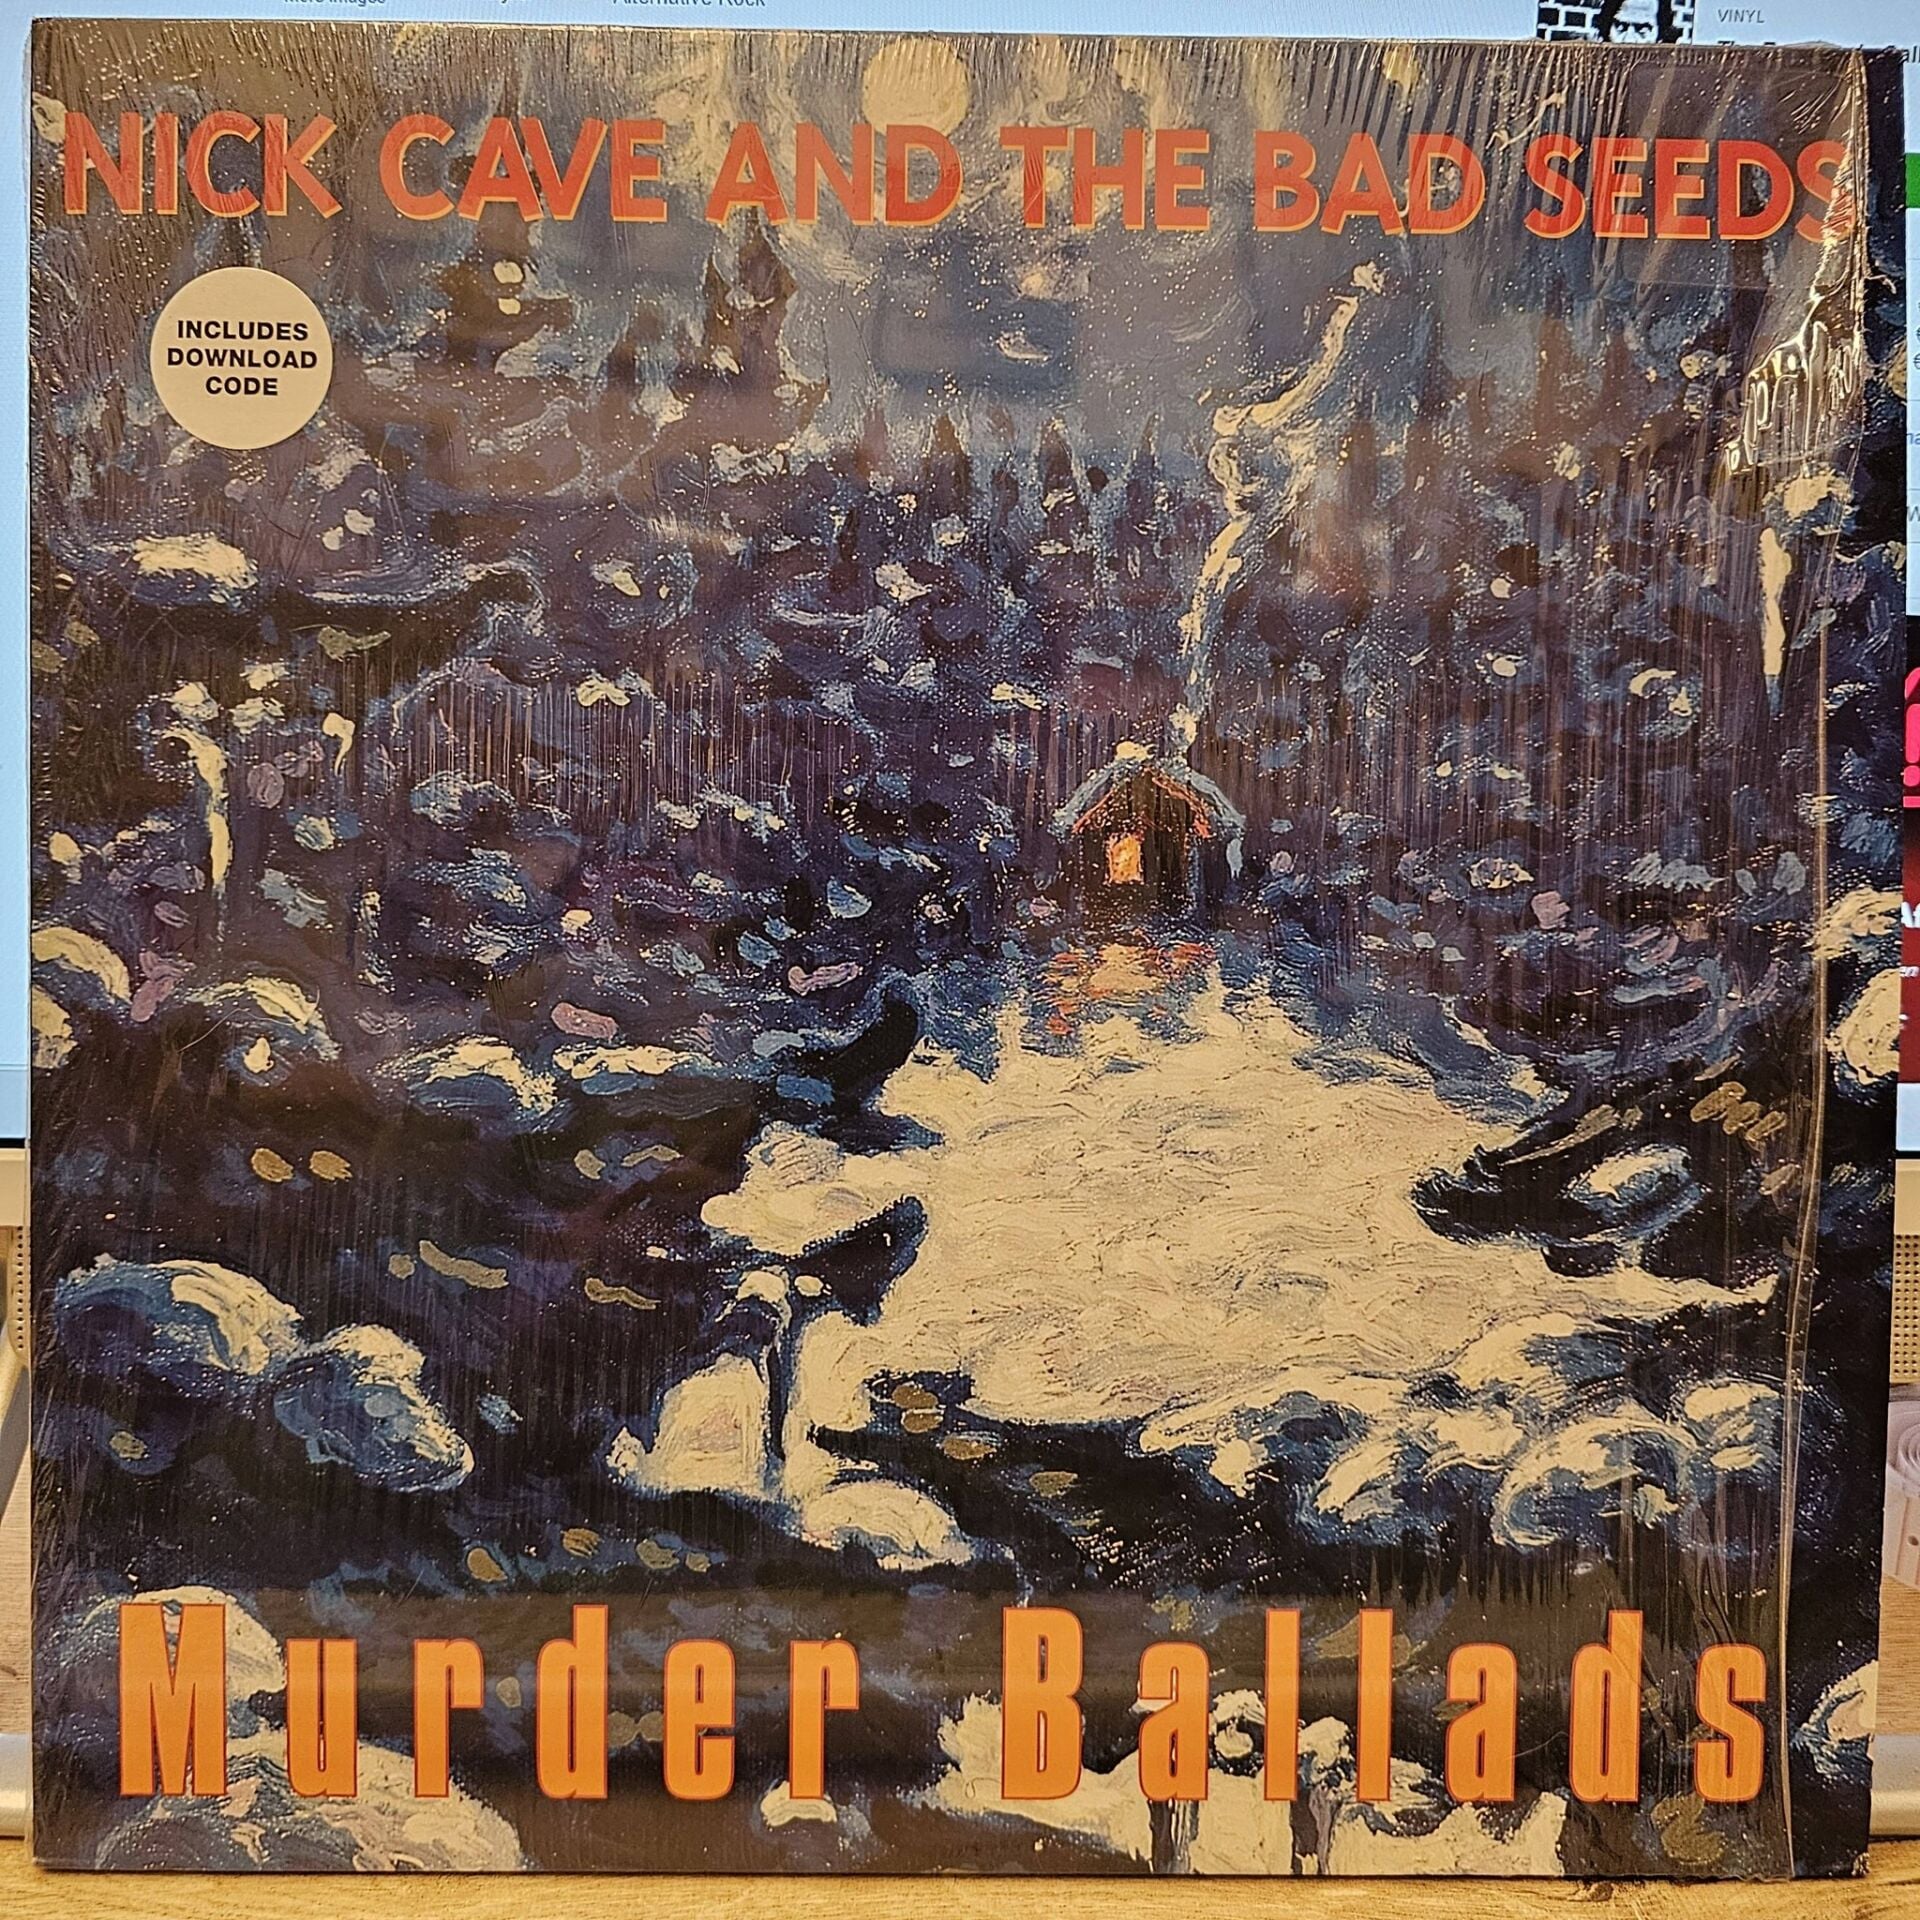 Alternative Rock
VINYL
NICK CAVE AND THE BAD SEEDS
INCLUDES
DOWNLOAD
CODE
Murder Ballads